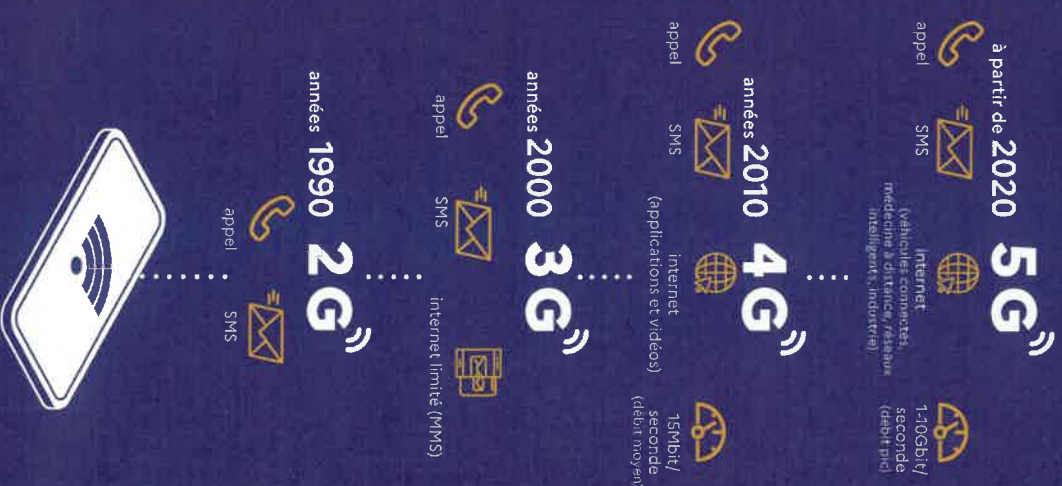 à partir de 2020 5G
appel
SMS
internet
(véhicules connectés,
médecine à distance, réseaux
intelligents, industrie)
1-10Gbit/
seconde
(débit pic)
années 2010 4G
appel
SMS
internet
(applications et vidéos)
15Mbit/
seconde
(débit moyen)
années 2000 3G
appel
SMS
internet limité (MMS)
années 1990 2G
appel
SMS